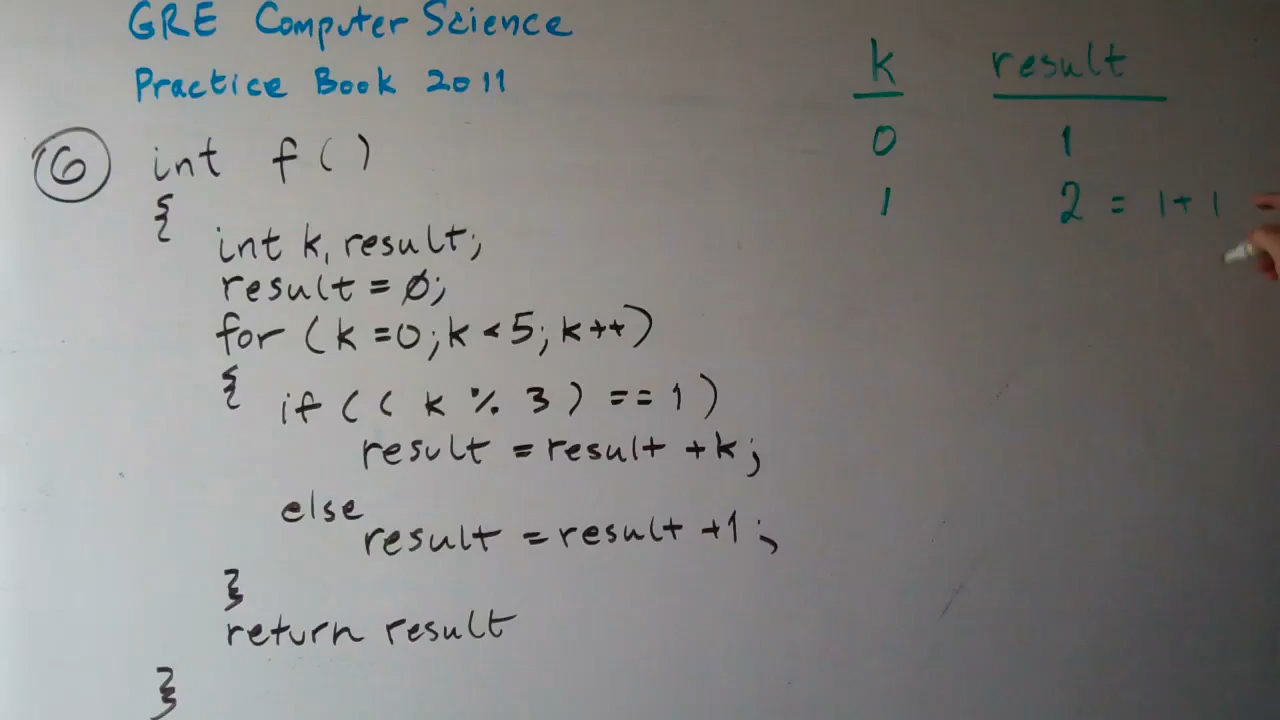 GRE Computer Science
Practice Book 2011
6 int f()
{
int k, result;
result = 0;
for (k=0; k<5; k++)
{ if ( ( k % 3 ) == 1 )
result = result + k;
else
result = result +1;
}
return result
}
k result
0 1
1 2 = 1+1